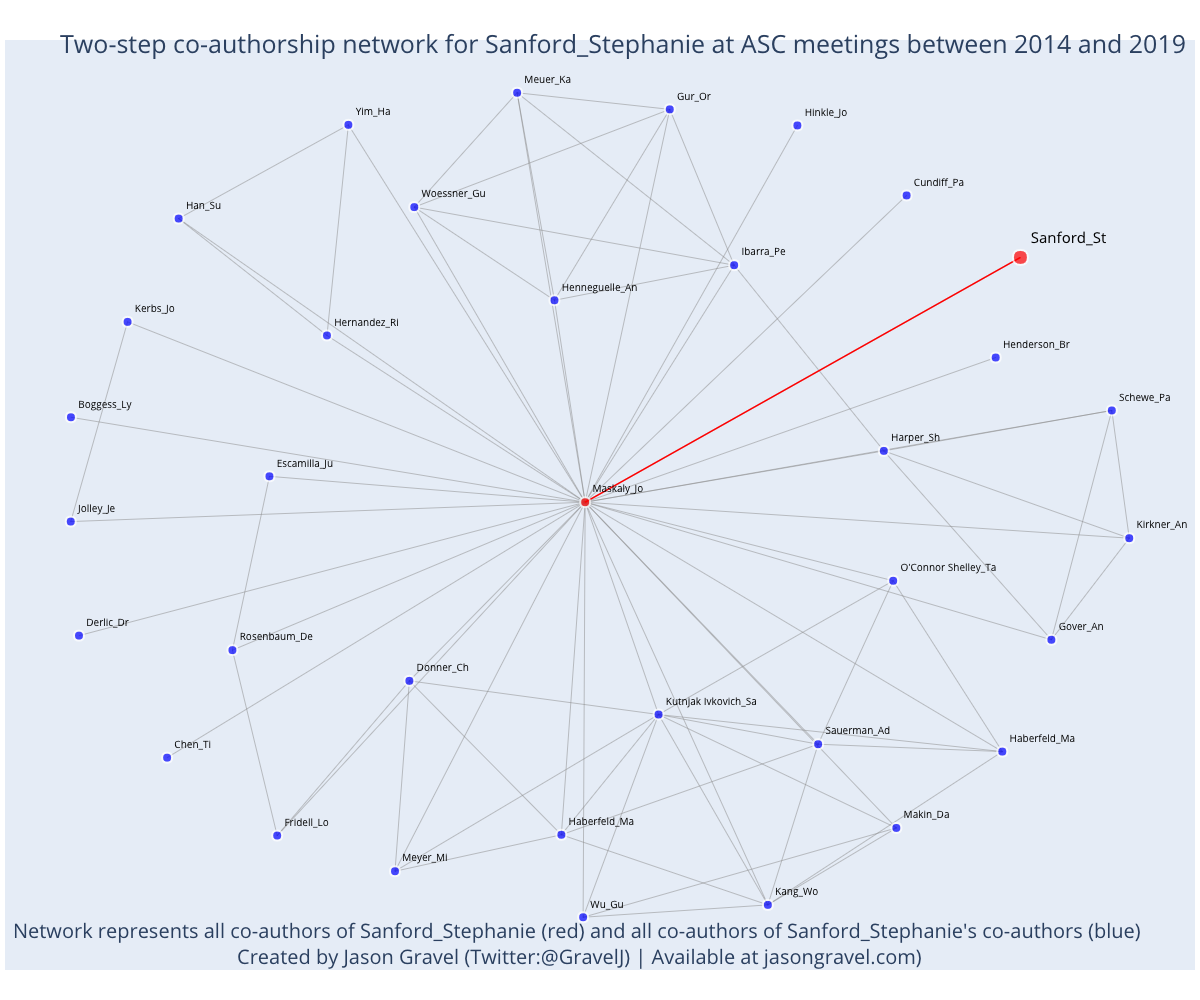 Two-step co-authorship network for Sanford_Stephanie at ASC meetings between 2014 and 2019
Meuer_Ka
Gur_Or
Yim_Ha
Hinkle_Jo
Cundiff_Pa
Woessner_Gu
Han_Su
Sanford_St
Ibarra_Pe
Henneguelle_An
Kerbs_Jo
Hernandez_Ri
Henderson_Br
Schewe_Pa
Boggess_Ly
Harper_Sh
Escamilla_Ju
Maskaly_Jo
Jolley_Je
Kirkner_An
O'Connor Shelley_Ta
Derlic_Dr
Gover_An
Rosenbaum_De
Donner_Ch
Kutnjak Ivkovich_Sa
Sauerman_Ad
Haberfeld_Ma
Chen_Ti
Makin_Da
Fridell_Lo
Haberfeld_Ma
Meyer_Mi
Kang_Wo
Wu_Gu
Network represents all co-authors of Sanford_Stephanie (red) and all co-authors of Sanford_Stephanie's co-authors (blue)
Created by Jason Gravel (Twitter:@GravelJ) | Available at jasongravel.com)